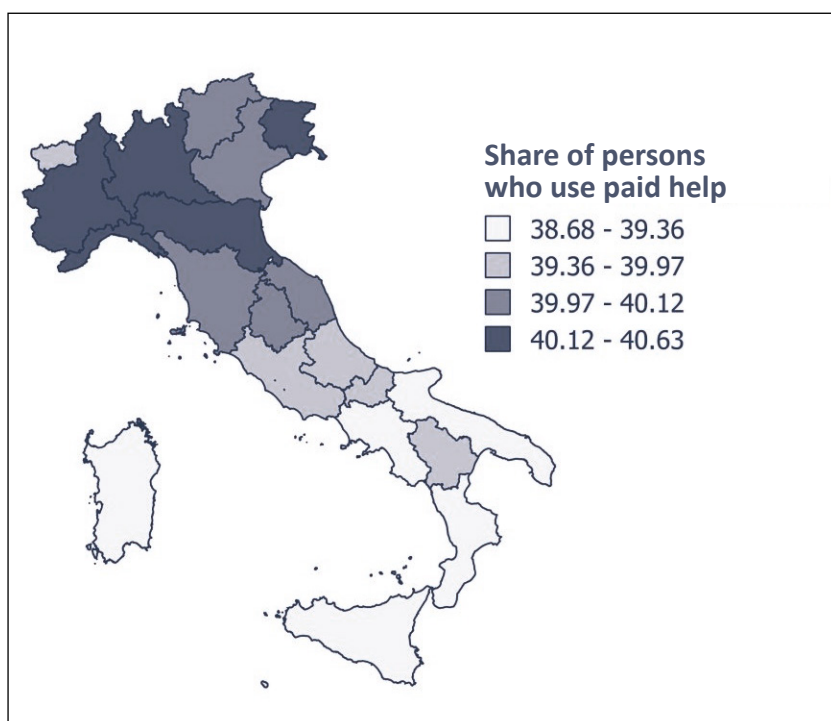 Share of persons
who use paid help
38.68 - 39.36
39.36 - 39.97
39.97 - 40.12
40.12 - 40.63